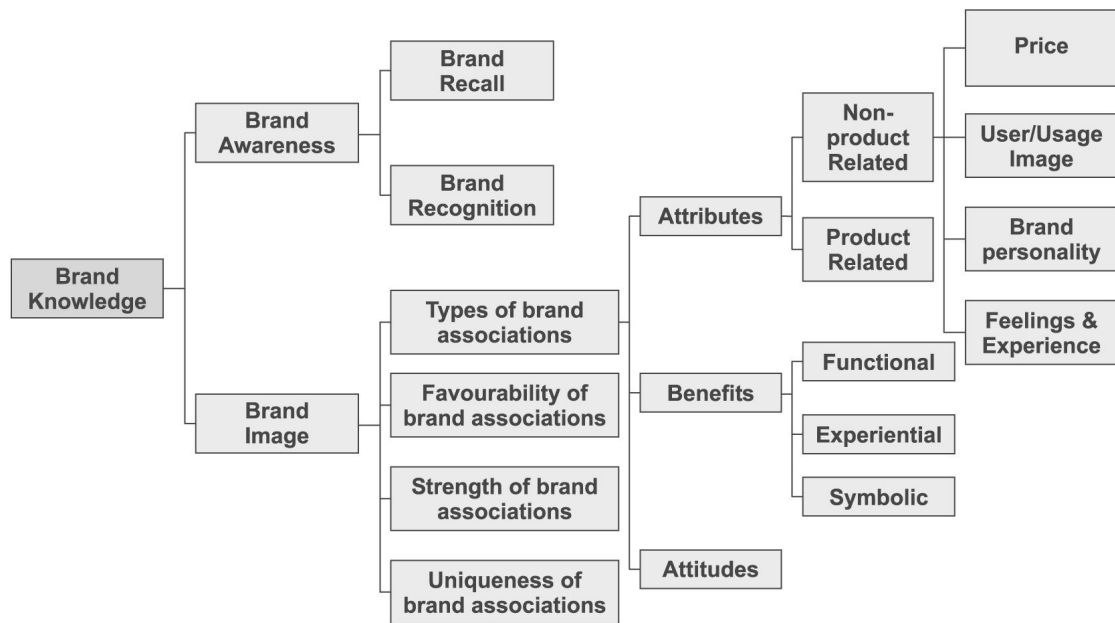 Brand
Knowledge
Brand
Awareness
Brand
Recall
Brand
Recognition
Brand
Image
Types of brand
associations
Favourability of
brand associations
Strength of brand
associations
Uniqueness of
brand associations
Attributes
Non-
product
Related
Price
User/Usage
Image
Brand
personality
Feelings &
Experience
Product
Related
Benefits
Functional
Experiential
Symbolic
Attitudes